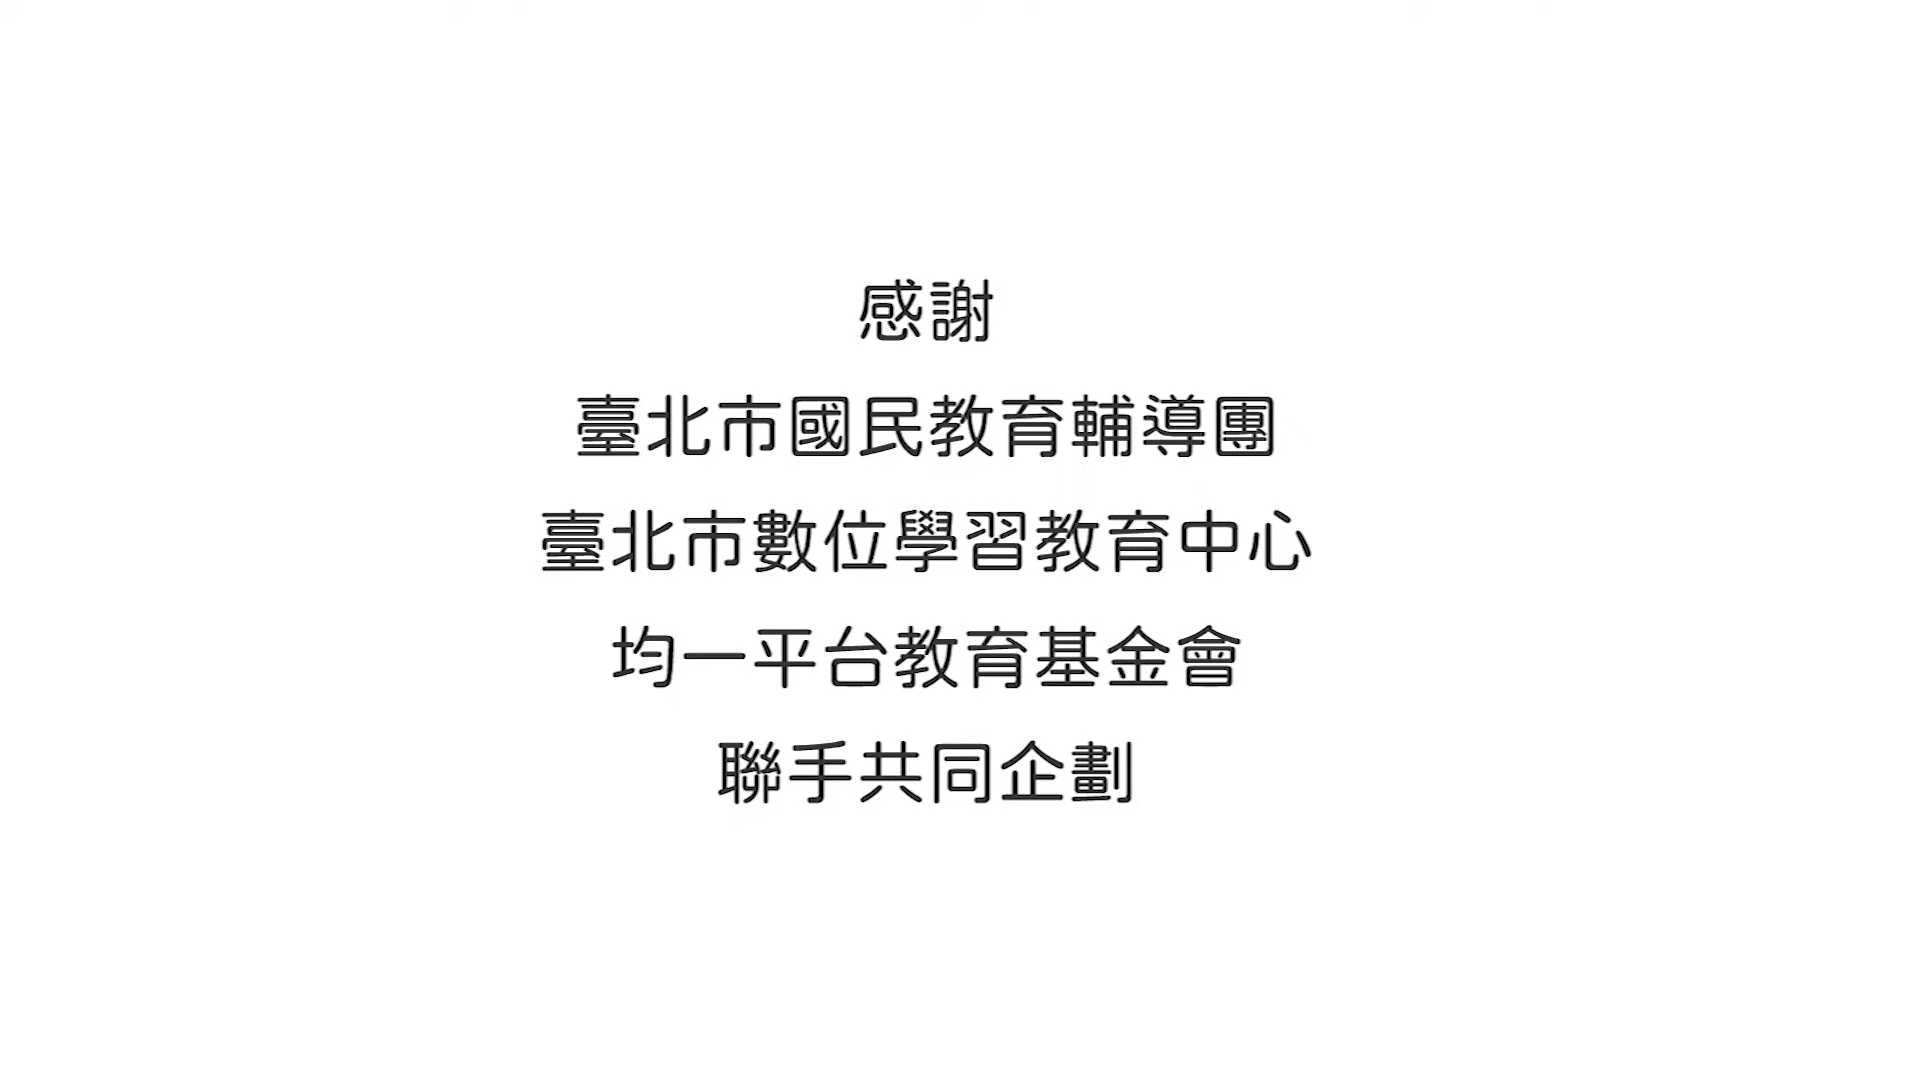 感謝
臺北市國民教育輔導團
臺北市數位學習教育中心
均一平台教育基金會
聯手共同企劃